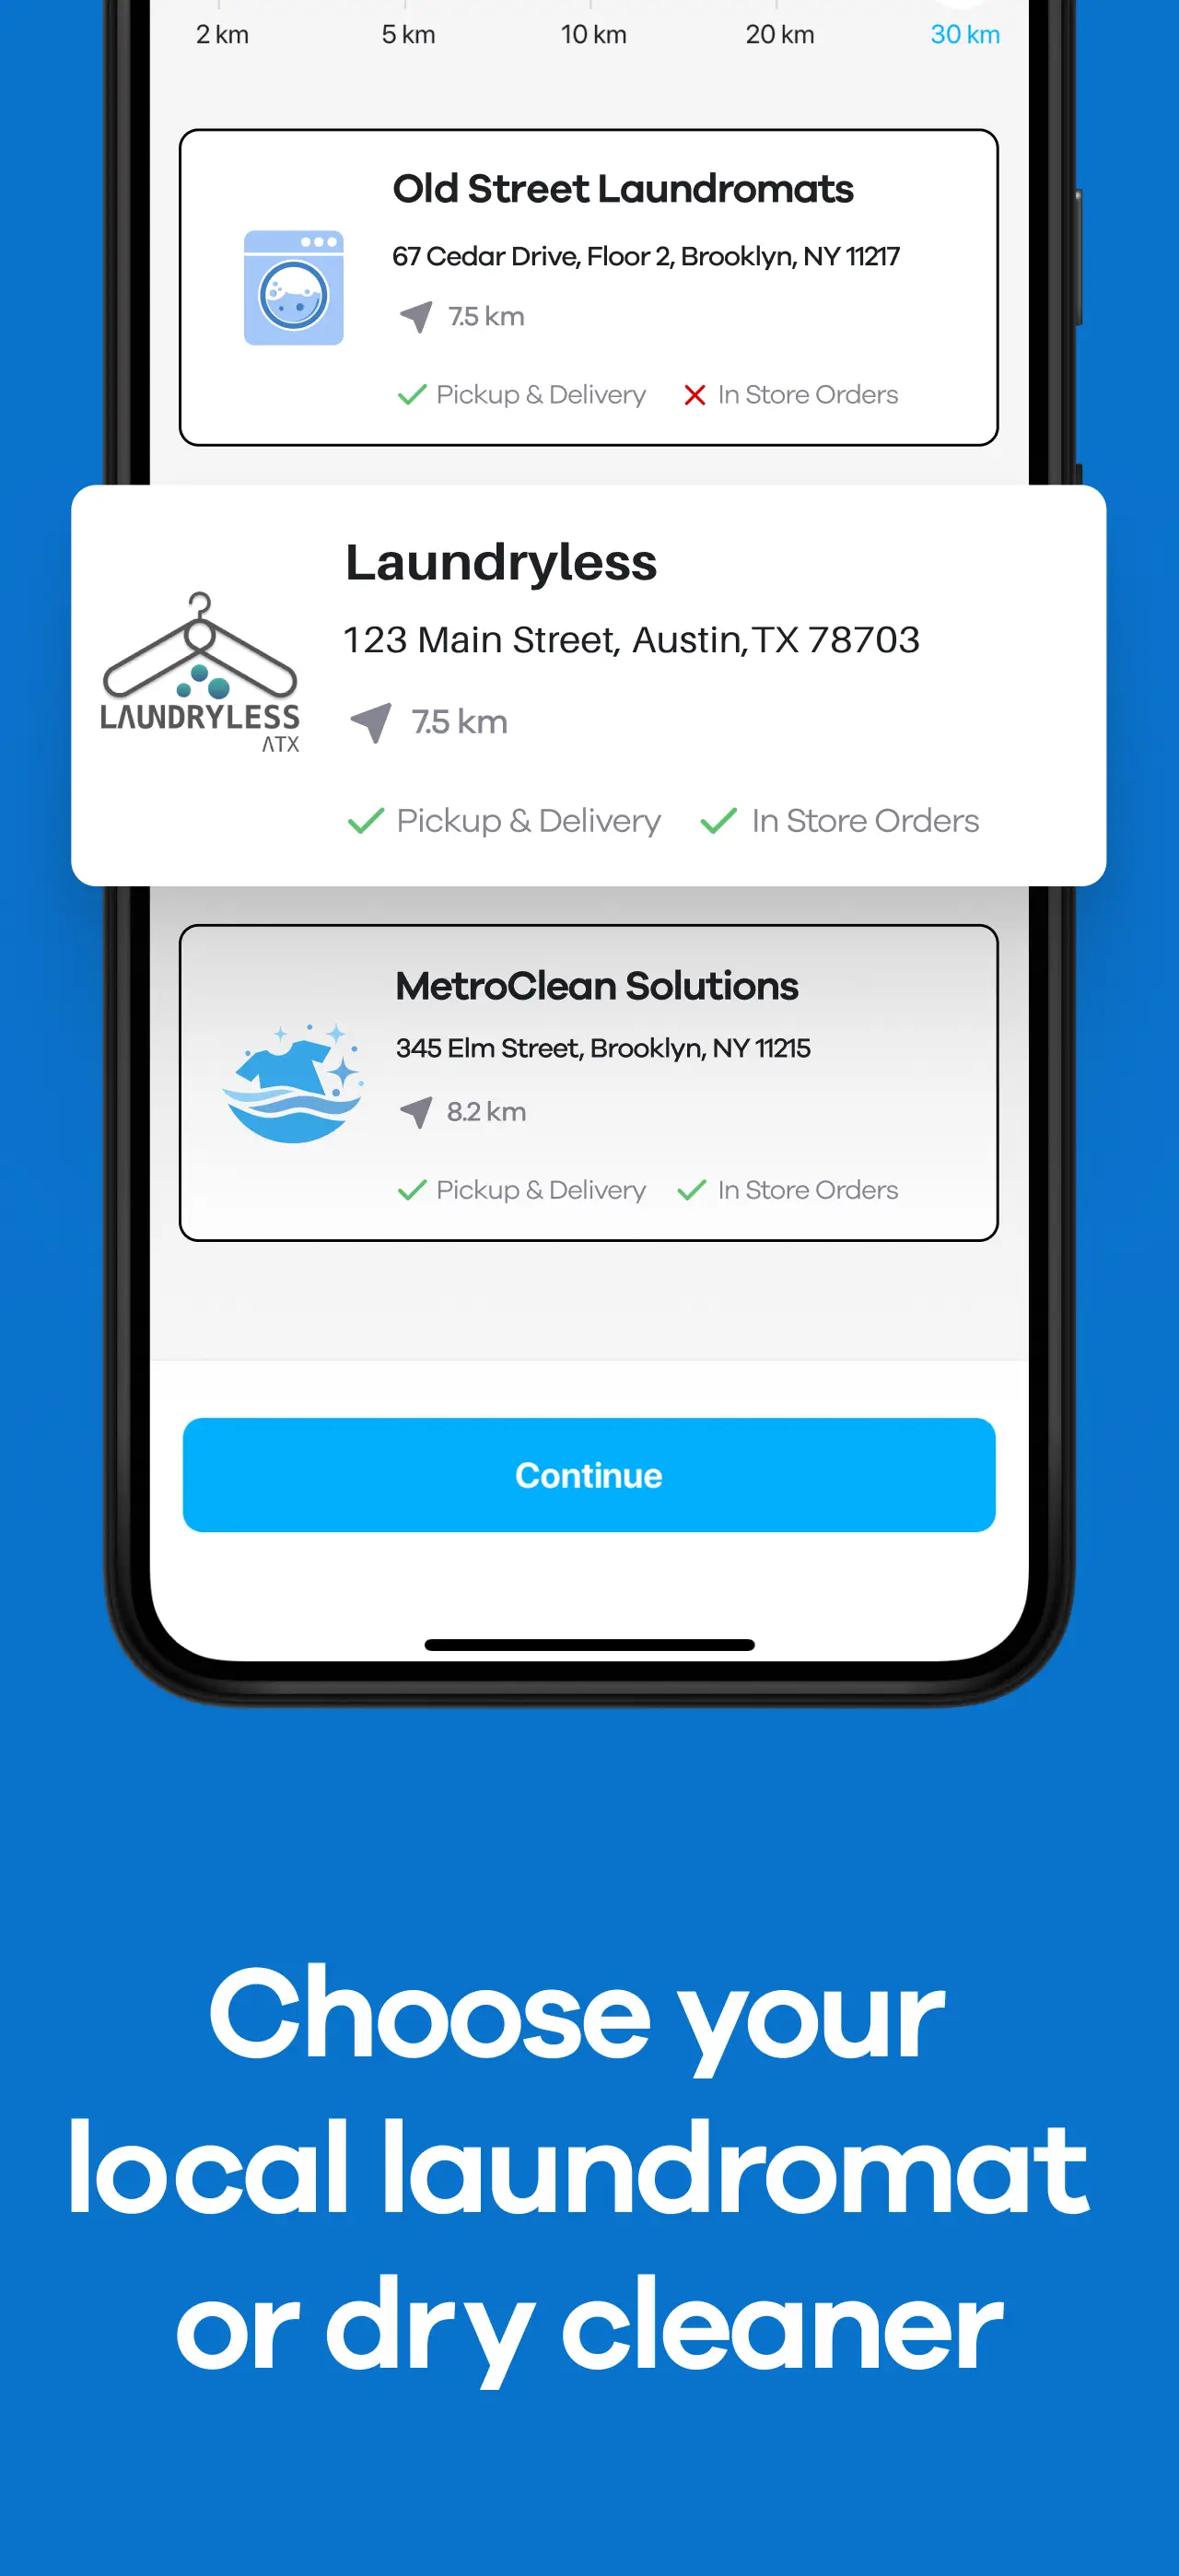 2 km 5 km 10 km 20 km 30 km
Old Street Laundromats
67 Cedar Drive, Floor 2, Brooklyn, NY 11217
7.5 km
Pickup & Delivery In Store Orders
Laundryless
123 Main Street, Austin,TX 78703
LAUNDRYLESS
ATX
7.5 km
Pickup & Delivery In Store Orders
MetroClean Solutions
345 Elm Street, Brooklyn, NY 11215
8.2 km
Pickup & Delivery In Store Orders
Continue
Choose your
local laundromat
or dry cleaner